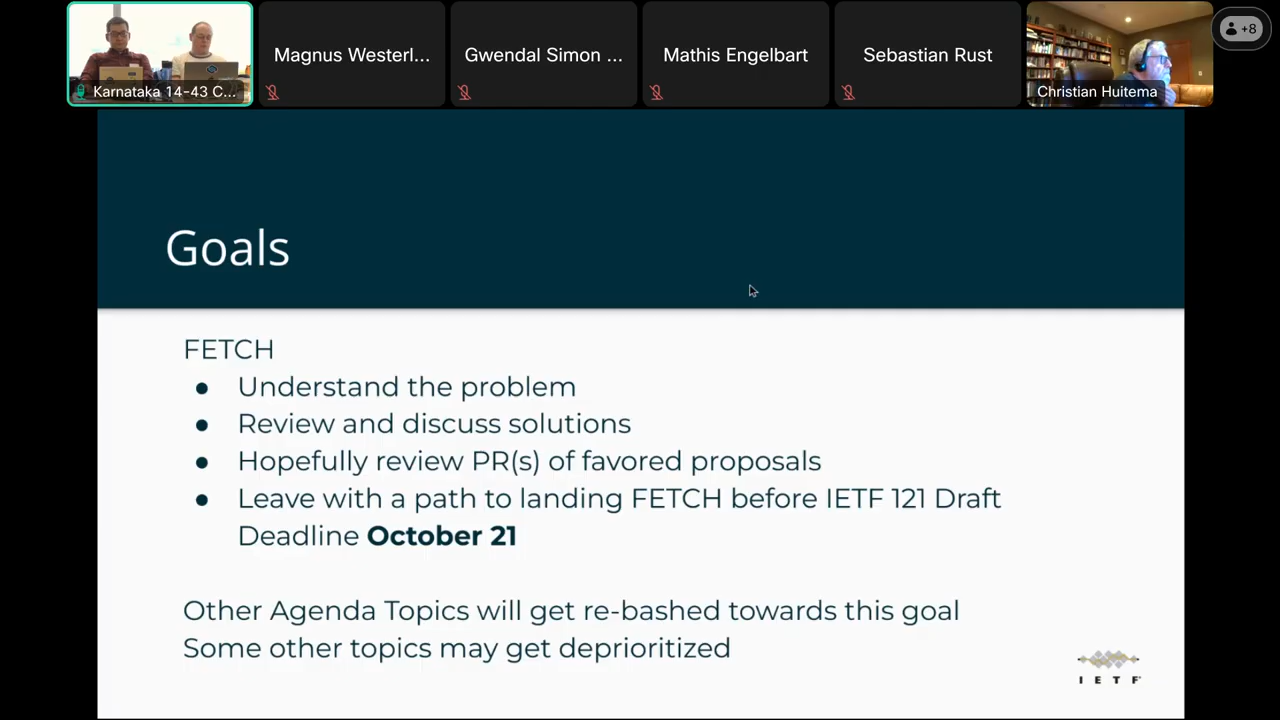 Karnataka 14-43 C...
Magnus Westerl...
Gwendal Simon ...
Mathis Engelbart
Sebastian Rust
Christian Huitema
+8
Goals
FETCH
● Understand the problem
● Review and discuss solutions
● Hopefully review PR(s) of favored proposals
● Leave with a path to landing FETCH before IETF 121 Draft
Deadline October 21
Other Agenda Topics will get re-bashed towards this goal
Some other topics may get deprioritized
I E T F